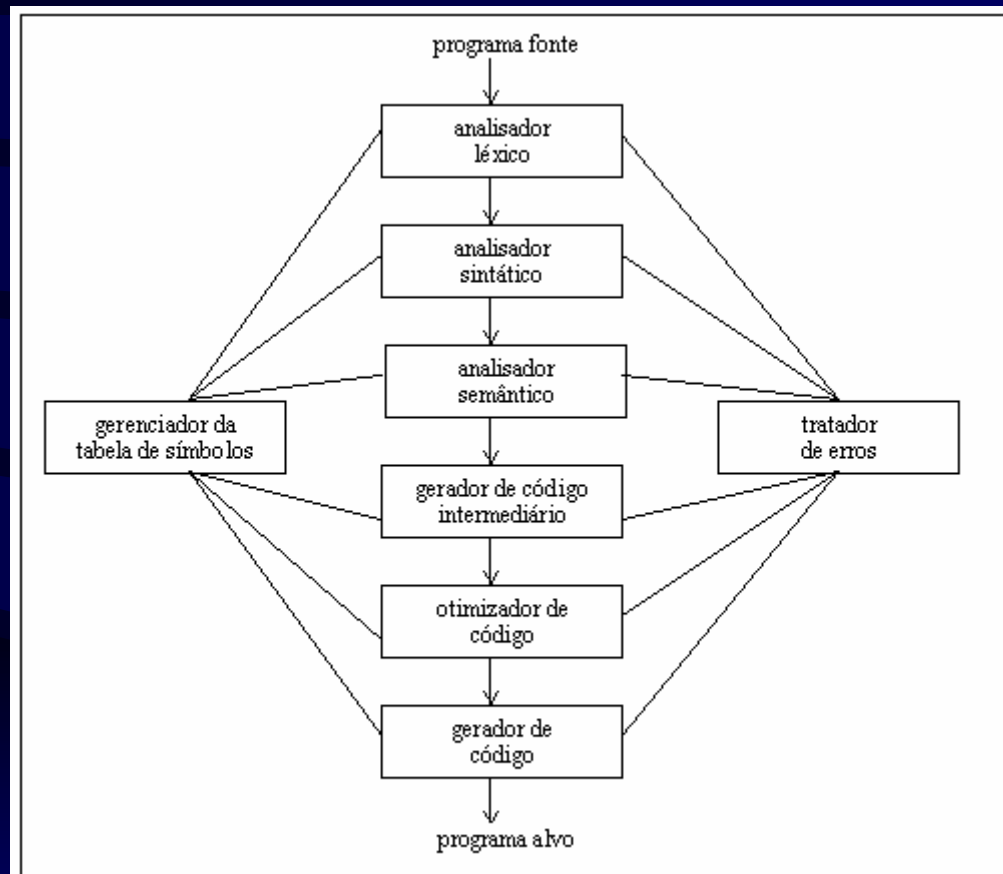 programa fonte
analisador
léxico
analisador
sintático
analisador
semântico
gerenciador da
tabela de símbolos
tratador
de erros
gerador de código
intermediário
otimizador de
código
gerador de
código
programa alvo